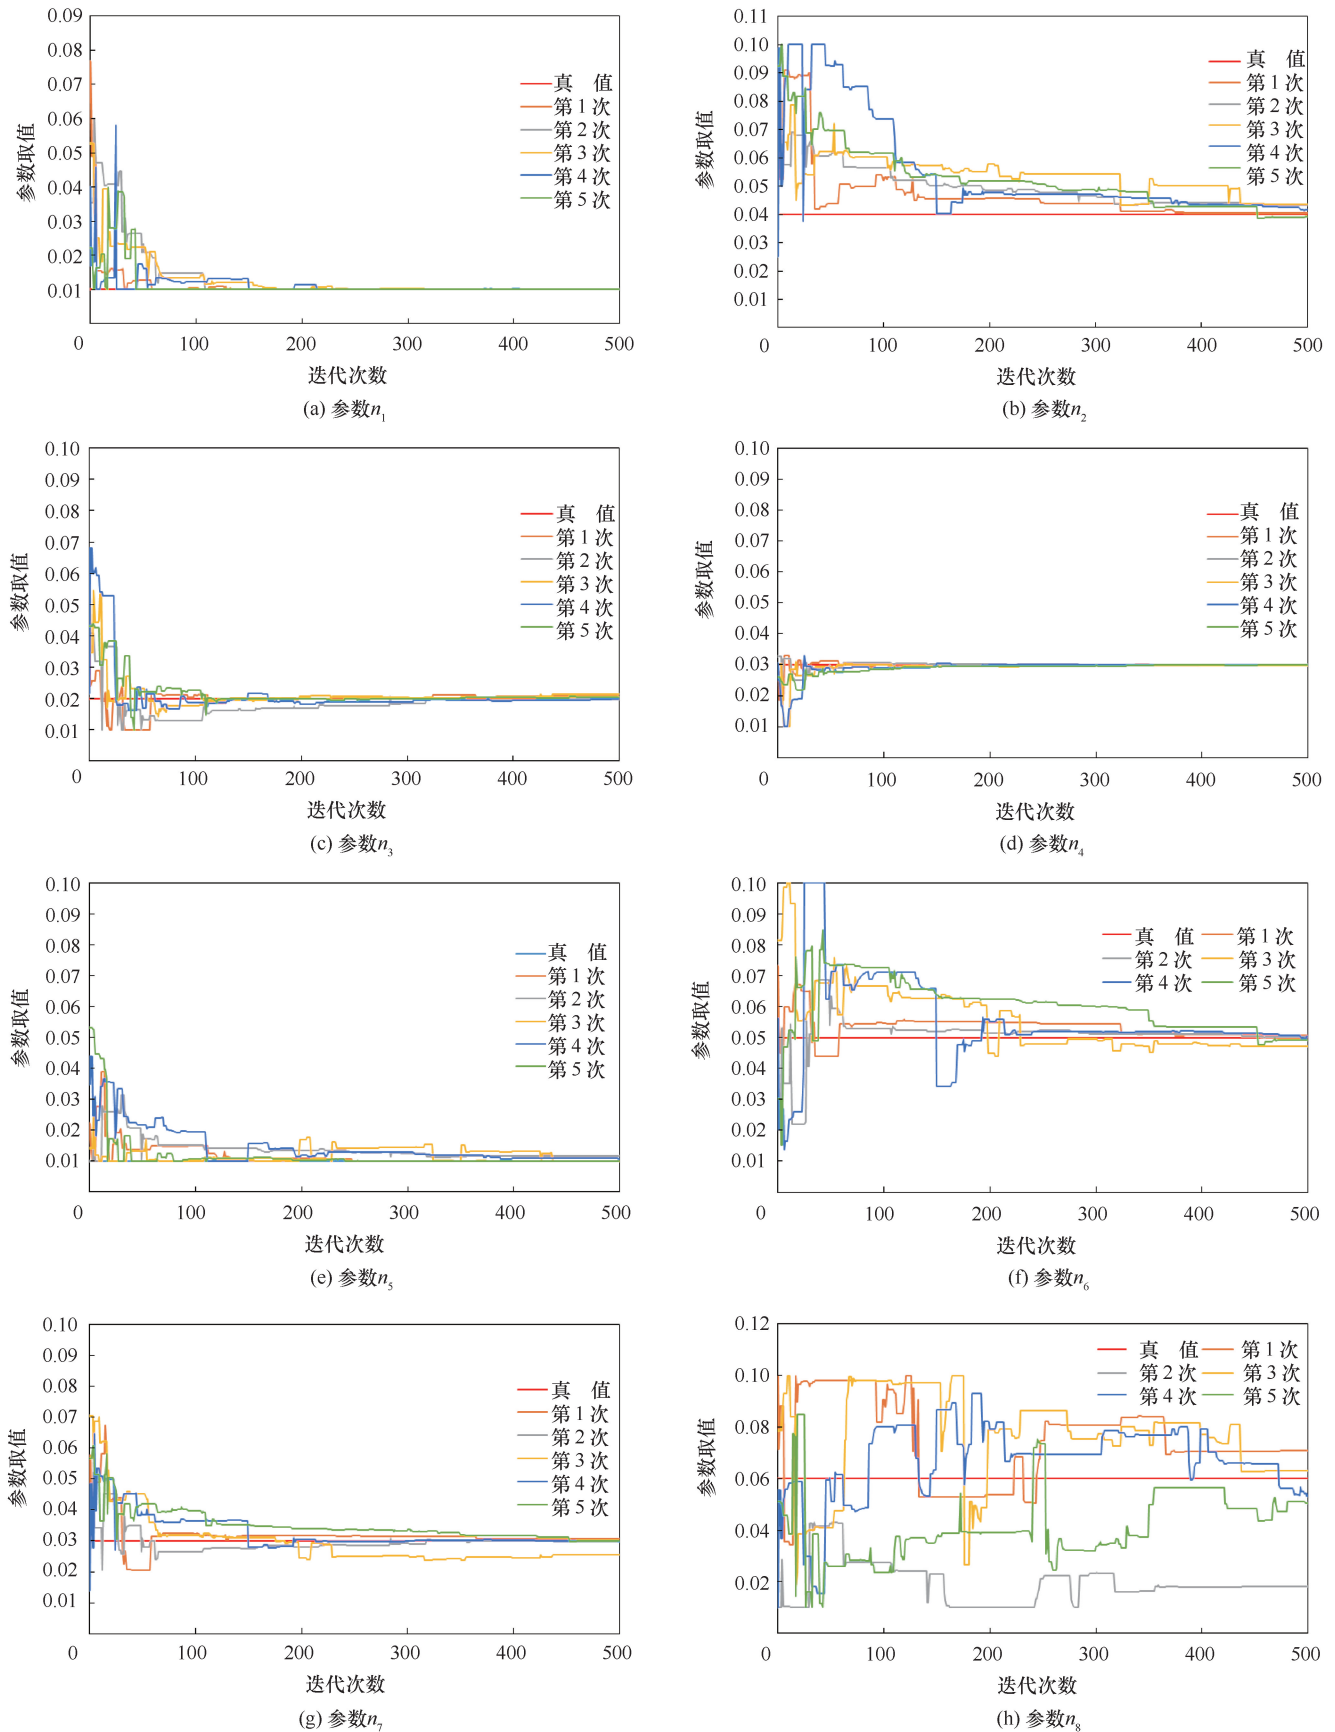 0.09
0.08
0.07
0.06
0.05
0.04
0.03
0.02
0.01
参数取值
真 值
第1次
第2次
第3次
第4次
第5次
0 100 200 300 400 500
迭代次数
(a) 参数n1
0.11
0.10
0.09
0.08
0.07
0.06
0.05
0.04
0.03
0.02
0.01
参数取值
真 值
第1次
第2次
第3次
第4次
第5次
0 100 200 300 400 500
迭代次数
(b) 参数n2
0.10
0.09
0.08
0.07
0.06
0.05
0.04
0.03
0.02
0.01
参数取值
真 值
第1次
第2次
第3次
第4次
第5次
0 100 200 300 400 500
迭代次数
(c) 参数n3
0.10
0.09
0.08
0.07
0.06
0.05
0.04
0.03
0.02
0.01
参数取值
真 值
第1次
第2次
第3次
第4次
第5次
0 100 200 300 400 500
迭代次数
(d) 参数n4
0.10
0.09
0.08
0.07
0.06
0.05
0.04
0.03
0.02
0.01
参数取值
真 值
第1次
第2次
第3次
第4次
第5次
0 100 200 300 400 500
迭代次数
(e) 参数n5
0.10
0.09
0.08
0.07
0.06
0.05
0.04
0.03
0.02
0.01
参数取值
真 值 第1次
第2次 第3次
第4次 第5次
0 100 200 300 400 500
迭代次数
(f) 参数n6
0.10
0.09
0.08
0.07
0.06
0.05
0.04
0.03
0.02
0.01
参数取值
真 值
第1次
第2次
第3次
第4次
第5次
0 100 200 300 400 500
迭代次数
(g) 参数n7
0.12
0.10
0.08
0.06
0.04
0.02
参数取值
真 值 第1次
第2次 第3次
第4次 第5次
0 100 200 300 400 500
迭代次数
(h) 参数n8